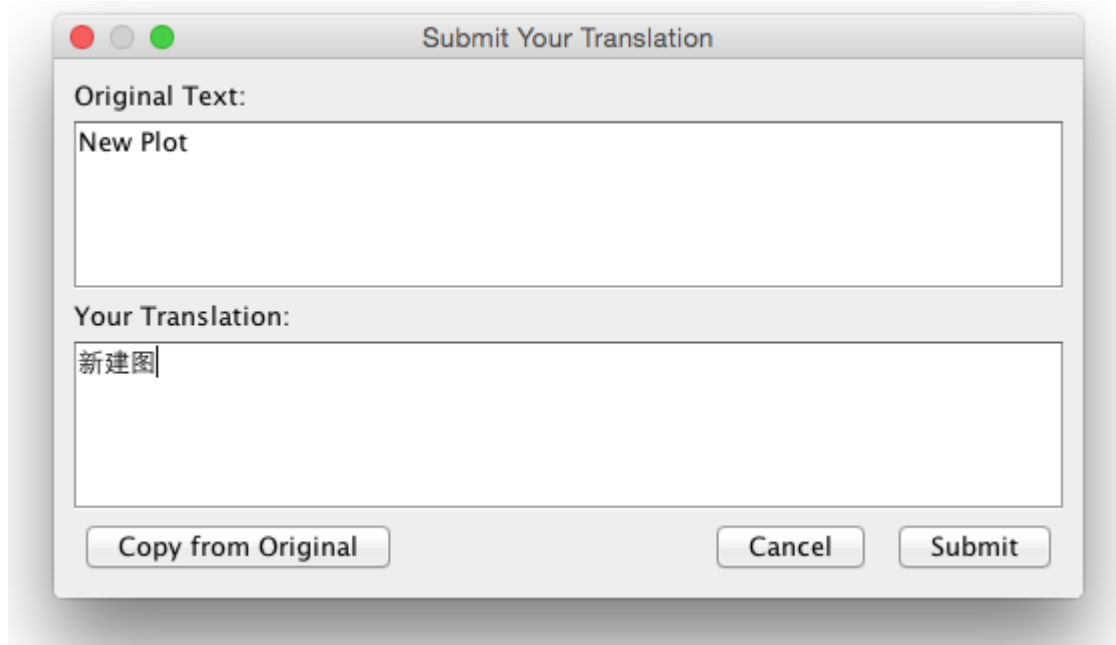 Submit Your Translation
Original Text:
New Plot
Your Translation:
新建图
Copy from Original Cancel Submit